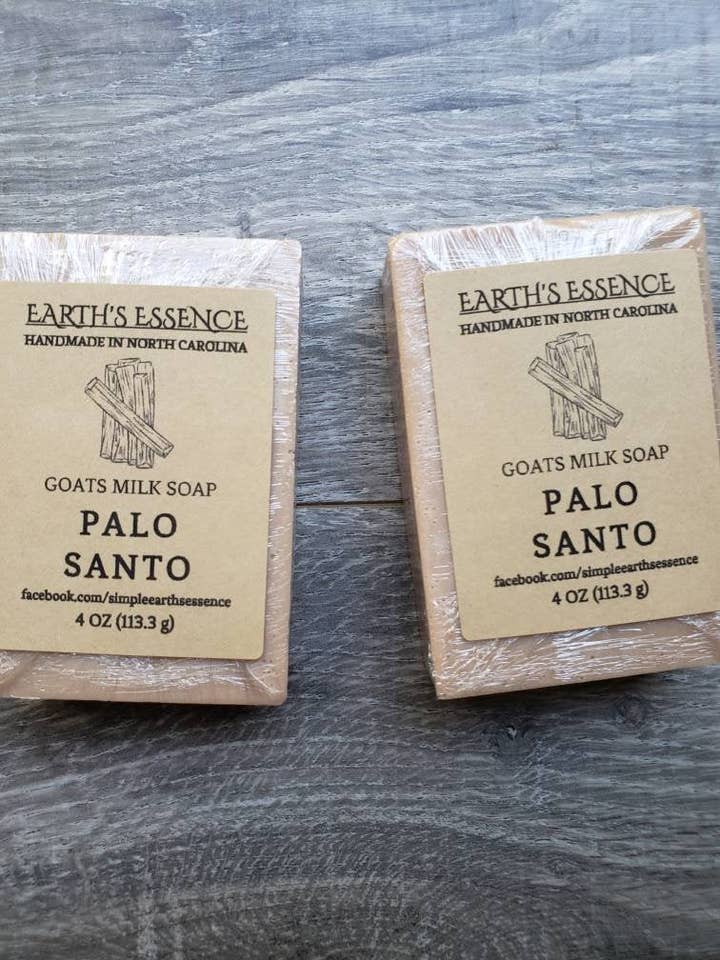 EARTH'S ESSENCE
HANDMADE IN NORTH CAROLINA
GOATS MILK SOAP
PALO
SANTO
facebook.com/simpleearthsessence
4 OZ (113.3 g)
EARTH'S ESSENCE
HANDMADE IN NORTH CAROLINA
GOATS MILK SOAP
PALO
SANTO
facebook.com/simpleearthsessence
4 OZ (113.3 g)